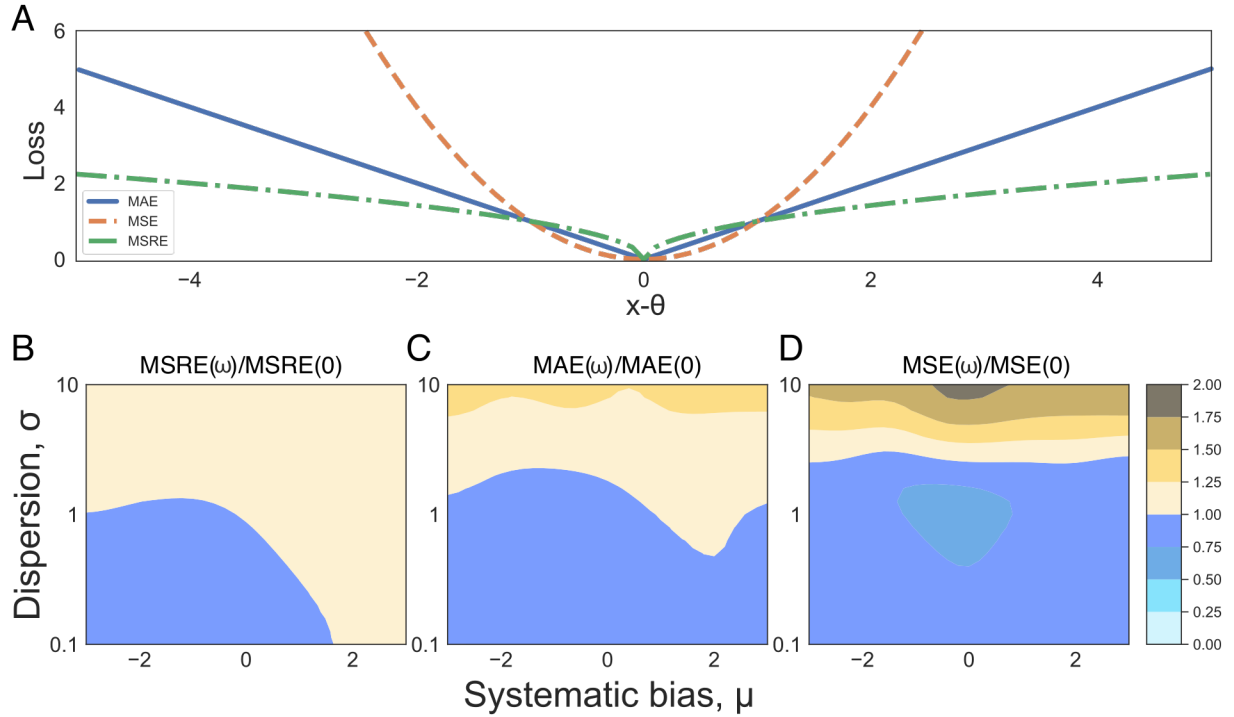 A
6
4
2
0
Loss
MAE
MSE
MSRE
−4
−2
0
2
4
x-θ
B
MSRE(ω)/MSRE(0)
C
MAE(ω)/MAE(0)
D
MSE(ω)/MSE(0)
Dispersion, σ
10
1
0.1
−2
0
2
10
1
0.1
−2
0
2
10
1
0.1
−2
0
2
2.00
1.75
1.50
1.25
1.00
0.75
0.50
0.25
0.00
Systematic bias, μ